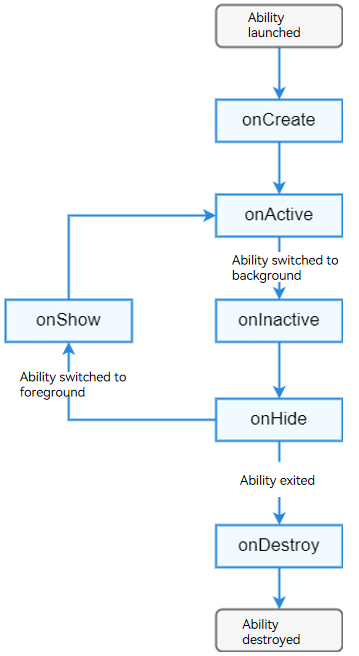 Ability
launched
onCreate
onActive
Ability switched to
background
onShow
onInactive
Ability switched to
foreground
onHide
Ability exited
onDestroy
Ability
destroyed